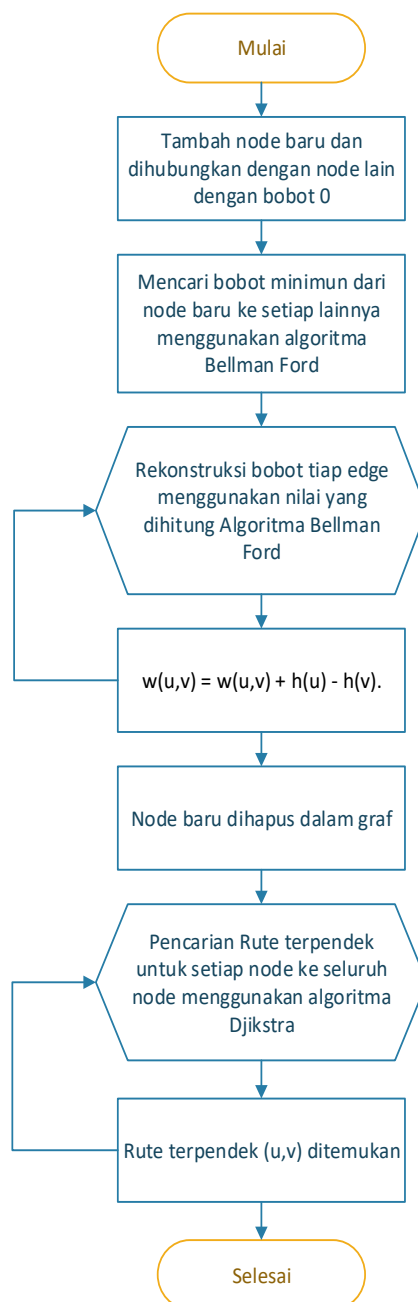 Mulai
Tambah node baru dan
dihubungkan dengan node lain
dengan bobot 0
Mencari bobot minimun dari
node baru ke setiap lainnya
menggunakan algoritma
Bellman Ford
Rekonstruksi bobot tiap edge
menggunakan nilai yang
dihitung Algoritma Bellman
Ford
w(u,v) = w(u,v) + h(u) - h(v).
Node baru dihapus dalam graf
Pencarian Rute terpendek
untuk setiap node ke seluruh
node menggunakan algoritma
Djikstra
Rute terpendek (u,v) ditemukan
Selesai